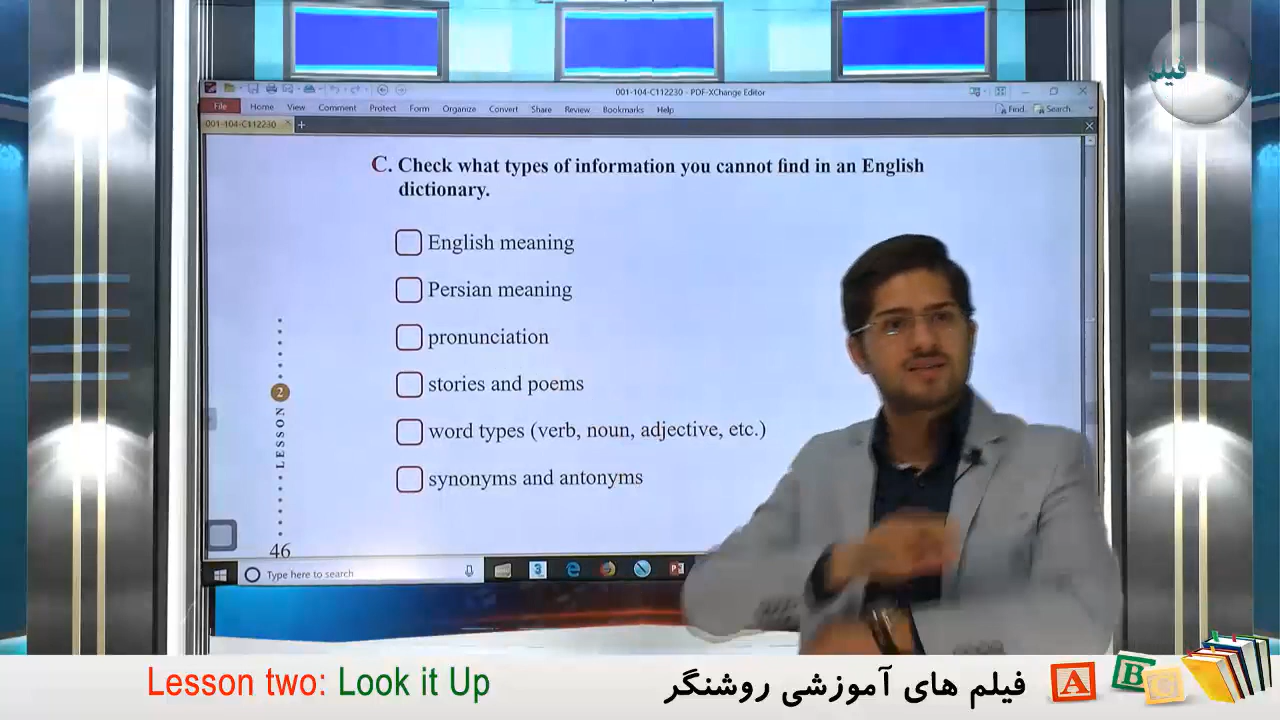 فیلم
001-104-C112230 - PDF-XChange Editor
File Home View Comment Protect Form Organize Convert Share Review Bookmarks Help
Find Search
001-104-C112230
C. Check what types of information you cannot find in an English
dictionary.
English meaning
Persian meaning
pronunciation
stories and poems
word types (verb, noun, adjective, etc.)
synonyms and antonyms
LESSON 2
46
Type here to search
Lesson two: Look it Up
فیلم های آموزشی روشنگر
A B C